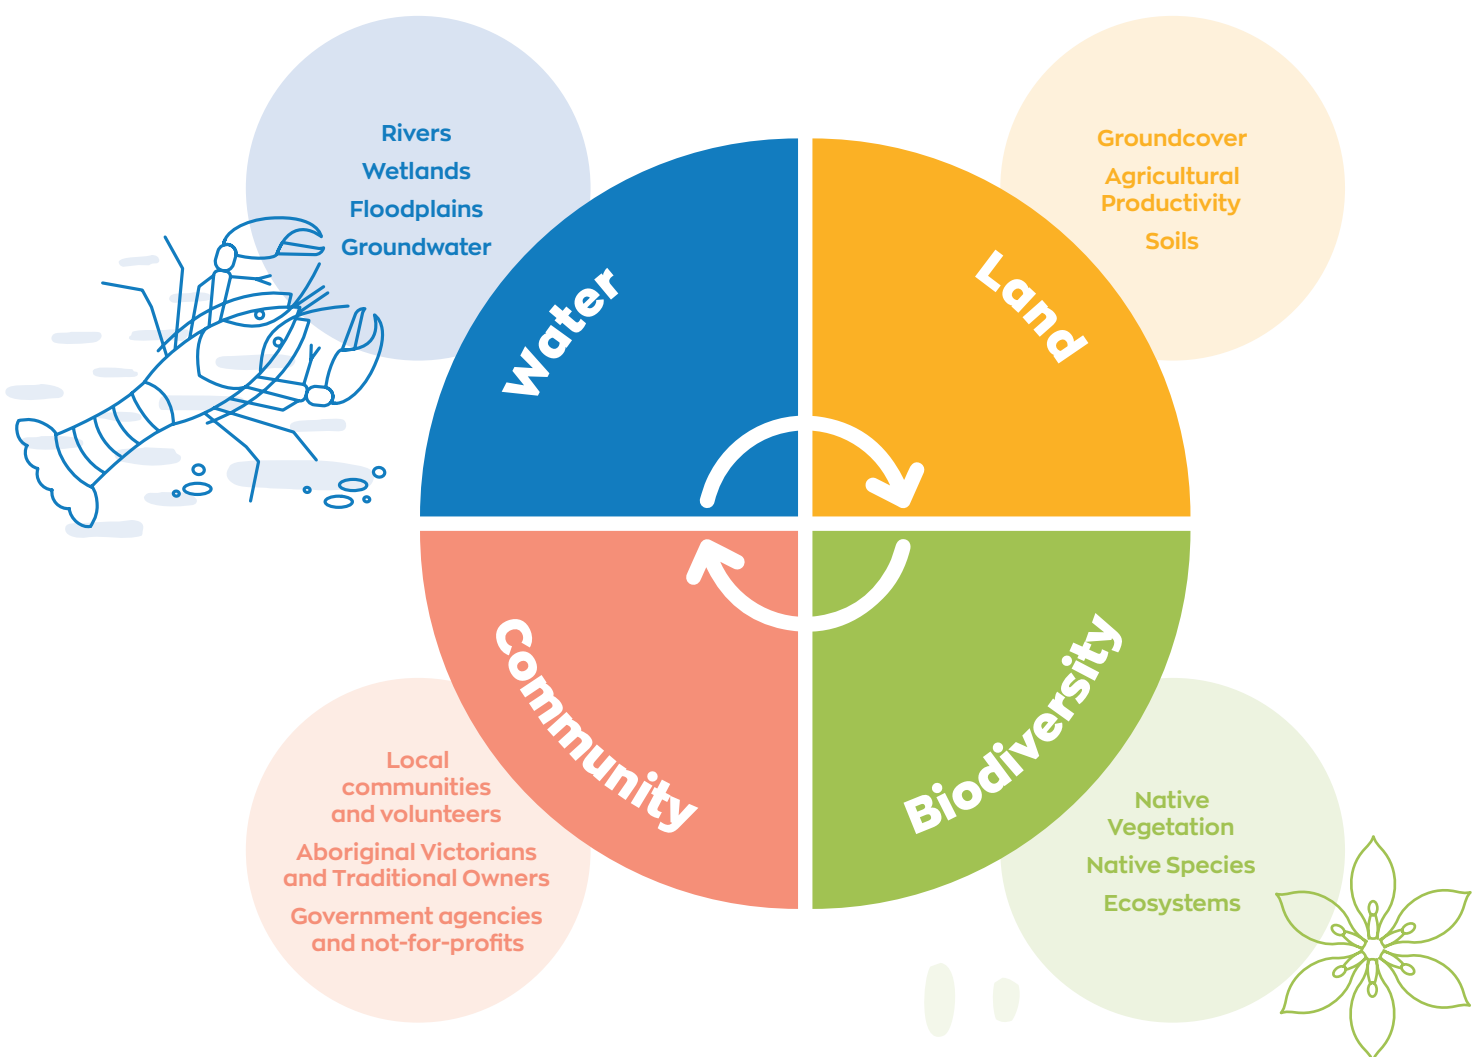 Rivers
Wetlands
Floodplains
Groundwater
Water
Groundcover
Agricultural
Productivity
Soils
Land
Community
Local
communities
and volunteers
Aboriginal Victorians
and Traditional Owners
Government agencies
and not-for-profits
Biodiversity
Native
Vegetation
Native Species
Ecosystems